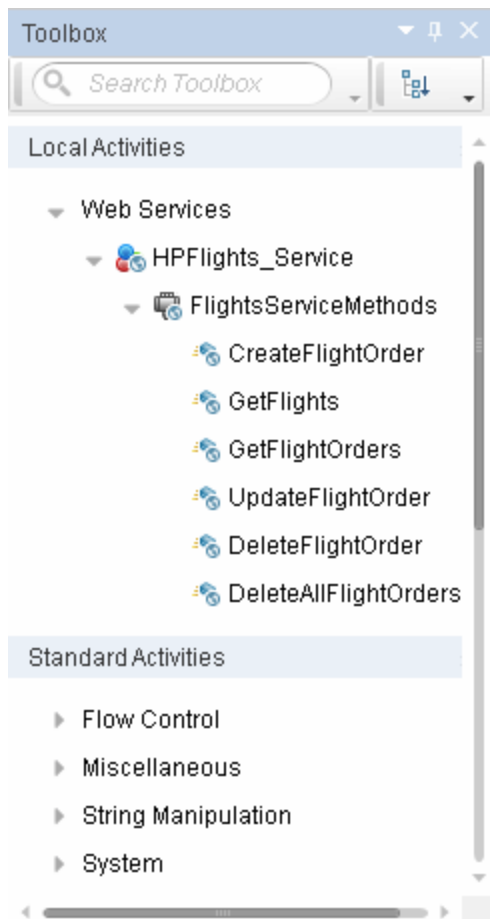 Toolbox
Search Toolbox
Local Activities
Web Services
HPFlights_Service
FlightsServiceMethods
CreateFlightOrder
GetFlights
GetFlightOrders
UpdateFlightOrder
DeleteFlightOrder
DeleteAllFlightOrders
Standard Activities
Flow Control
Miscellaneous
String Manipulation
System